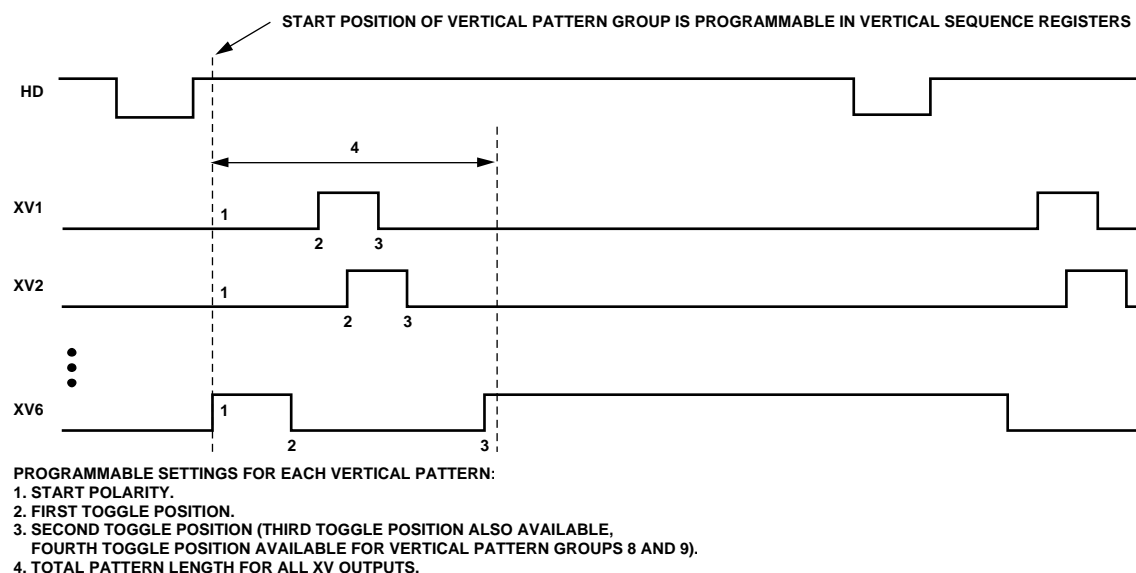 START POSITION OF VERTICAL PATTERN GROUP IS PROGRAMMABLE IN VERTICAL SEQUENCE REGISTERS
HD
4
XV1
1
2 3
XV2
1
2 3
XV6
1
2 3
PROGRAMMABLE SETTINGS FOR EACH VERTICAL PATTERN:
1. START POLARITY.
2. FIRST TOGGLE POSITION.
3. SECOND TOGGLE POSITION (THIRD TOGGLE POSITION ALSO AVAILABLE,
FOURTH TOGGLE POSITION AVAILABLE FOR VERTICAL PATTERN GROUPS 8 AND 9).
4. TOTAL PATTERN LENGTH FOR ALL XV OUTPUTS.